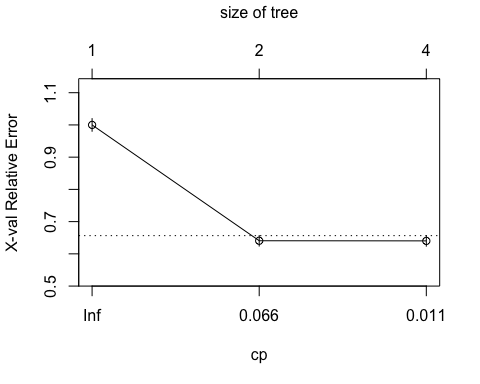 size of tree
1 2 4
1.1
0.9
0.7
0.5
X-val Relative Error
Inf 0.066 0.011
cp